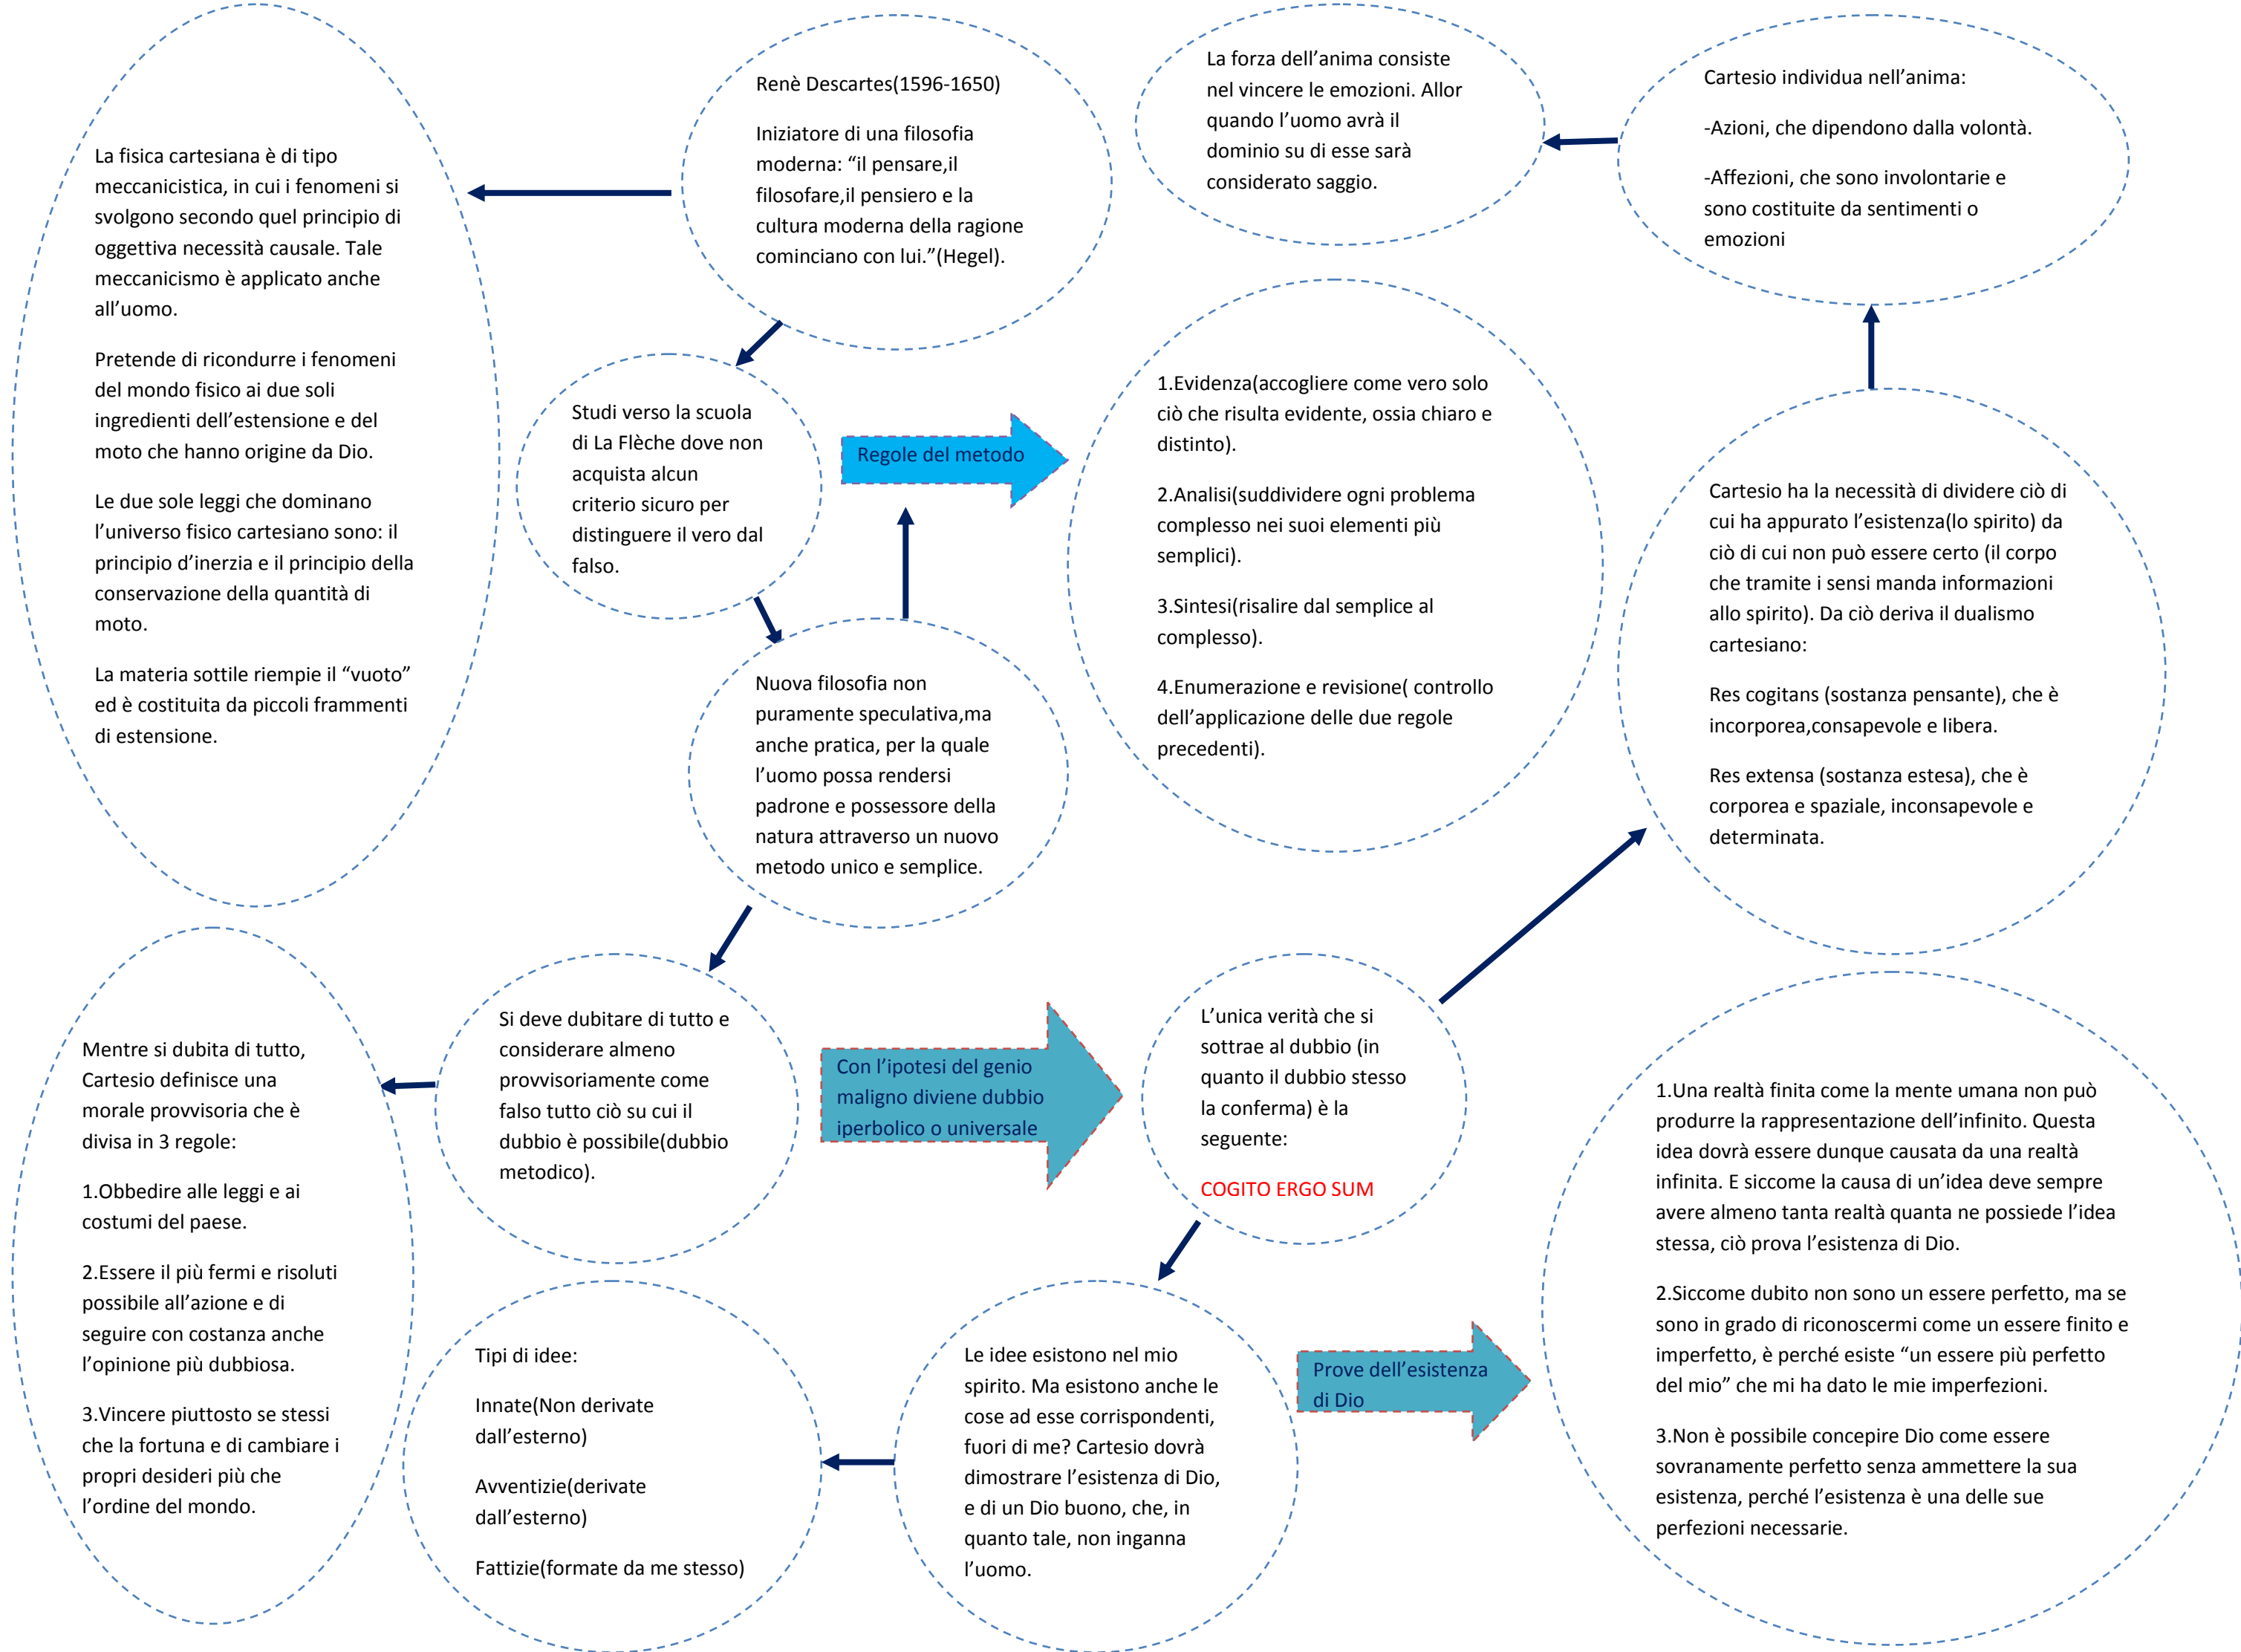 Renè Descartes(1596-1650)
Iniziatore di una filosofia
moderna: “il pensare,il
filosofare,il pensiero e la
cultura moderna della ragione
cominciano con lui.”(Hegel).
La fisica cartesiana è di tipo
meccanicistica, in cui i fenomeni si
svolgono secondo quel principio di
oggettiva necessità causale. Tale
meccanicismo è applicato anche
all’uomo.
Pretende di ricondurre i fenomeni
del mondo fisico ai due soli
ingredienti dell’estensione e del
moto che hanno origine da Dio.
Le due sole leggi che dominano
l’universo fisico cartesiano sono: il
principio d’inerzia e il principio della
conservazione della quantità di
moto.
La materia sottile riempie il “vuoto”
ed è costituita da piccoli frammenti
di estensione.
Studi verso la scuola
di La Flèche dove non
acquista alcun
criterio sicuro per
distinguere il vero dal
falso.
Nuova filosofia non
puramente speculativa,ma
anche pratica, per la quale
l’uomo possa rendersi
padrone e possessore della
natura attraverso un nuovo
metodo unico e semplice.
Regole del metodo
1.Evidenza(accogliere come vero solo
ciò che risulta evidente, ossia chiaro e
distinto).
2.Analisi(suddividere ogni problema
complesso nei suoi elementi più
semplici).
3.Sintesi(risalire dal semplice al
complesso).
4.Enumerazione e revisione( controllo
dell’applicazione delle due regole
precedenti).
La forza dell’anima consiste
nel vincere le emozioni. Allor
quando l’uomo avrà il
dominio su di esse sarà
considerato saggio.
Cartesio individua nell’anima:
-Azioni, che dipendono dalla volontà.
-Affezioni, che sono involontarie e
sono costituite da sentimenti o
emozioni
Cartesio ha la necessità di dividere ciò di
cui ha appurato l’esistenza(lo spirito) da
ciò di cui non può essere certo (il corpo
che tramite i sensi manda informazioni
allo spirito). Da ciò deriva il dualismo
cartesiano:
Res cogitans (sostanza pensante), che è
incorporea,consapevole e libera.
Res extensa (sostanza estesa), che è
corporea e spaziale, inconsapevole e
determinata.
Mentre si dubita di tutto,
Cartesio definisce una
morale provvisoria che è
divisa in 3 regole:
1.Obbedire alle leggi e ai
costumi del paese.
2.Essere il più fermi e risoluti
possibile all’azione e di
seguire con costanza anche
l’opinione più dubbiosa.
3.Vincere piuttosto se stessi
che la fortuna e di cambiare i
propri desideri più che
l’ordine del mondo.
Si deve dubitare di tutto e
considerare almeno
provvisoriamente come
falso tutto ciò su cui il
dubbio è possibile(dubbio
metodico).
Con l’ipotesi del genio
maligno diviene dubbio
iperbolico o universale
L’unica verità che si
sottrae al dubbio (in
quanto il dubbio stesso
la conferma) è la
seguente:
COGITO ERGO SUM
Tipi di idee:
Innate(Non derivate
dall’esterno)
Avventizie(derivate
dall’esterno)
Fattizie(formate da me stesso)
Le idee esistono nel mio
spirito. Ma esistono anche le
cose ad esse corrispondenti,
fuori di me? Cartesio dovrà
dimostrare l’esistenza di Dio,
e di un Dio buono, che, in
quanto tale, non inganna
l’uomo.
Prove dell’esistenza
di Dio
1.Una realtà finita come la mente umana non può
produrre la rappresentazione dell’infinito. Questa
idea dovrà essere dunque causata da una realtà
infinita. E siccome la causa di un’idea deve sempre
avere almeno tanta realtà quanta ne possiede l’idea
stessa, ciò prova l’esistenza di Dio.
2.Siccome dubito non sono un essere perfetto, ma se
sono in grado di riconoscermi come un essere finito e
imperfetto, è perché esiste “un essere più perfetto
del mio” che mi ha dato le mie imperfezioni.
3.Non è possibile concepire Dio come essere
sovranamente perfetto senza ammettere la sua
esistenza, perché l’esistenza è una delle sue
perfezioni necessarie.